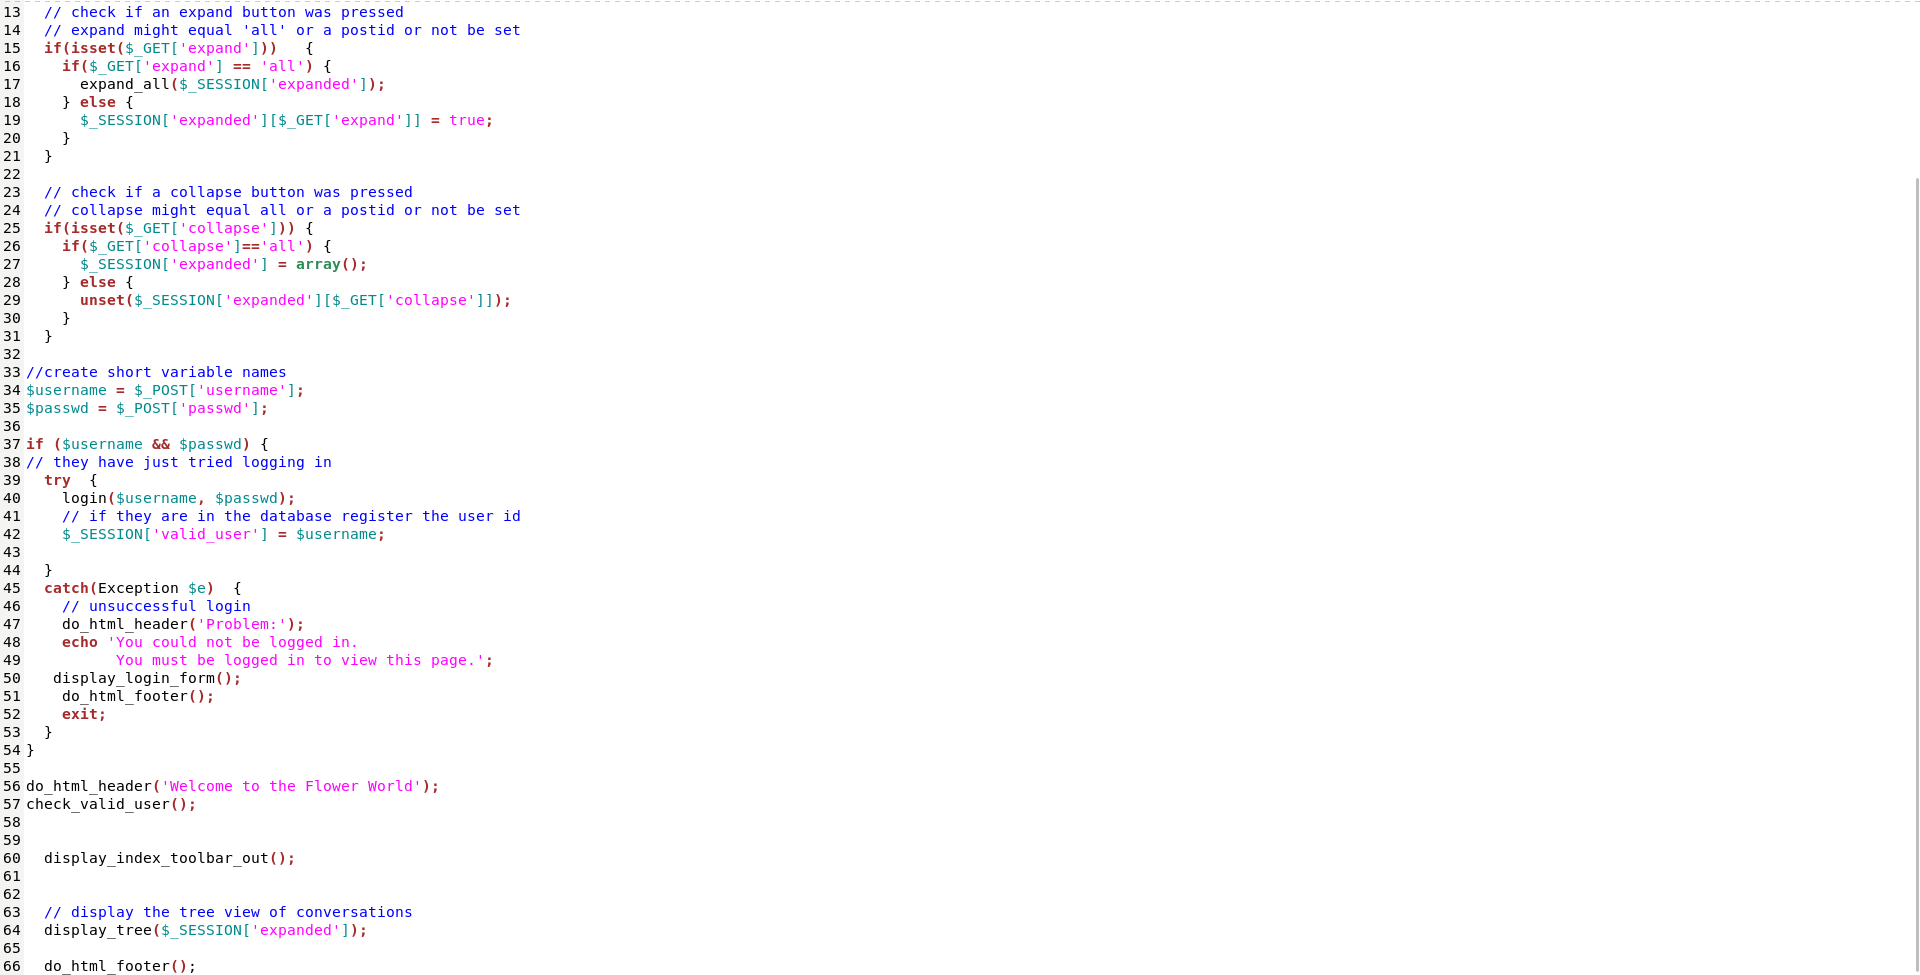 13   // check if an expand button was pressed
14   // expand might equal 'all' or a postid or not be set
15   if(isset($_GET['expand']))   {
16     if($_GET['expand'] == 'all') {
17       expand_all($_SESSION['expanded']);
18     } else {
19       $_SESSION['expanded'][$_GET['expand']] = true;
20     }
21   }
22
23   // check if a collapse button was pressed
24   // collapse might equal all or a postid or not be set
25   if(isset($_GET['collapse'])) {
26     if($_GET['collapse']=='all') {
27       $_SESSION['expanded'] = array();
28     } else {
29       unset($_SESSION['expanded'][$_GET['collapse']]);
30     }
31   }
32
33 //create short variable names
34 $username = $_POST['username'];
35 $passwd = $_POST['passwd'];
36
37 if ($username && $passwd) {
38 // they have just tried logging in
39   try  {
40     login($username, $passwd);
41     // if they are in the database register the user id
42     $_SESSION['valid_user'] = $username;
43
44   }
45   catch(Exception $e)  {
46     // unsuccessful login
47     do_html_header('Problem:');
48     echo 'You could not be logged in.
49           You must be logged in to view this page.';
50    display_login_form();
51     do_html_footer();
52     exit;
53   }
54 }
55
56 do_html_header('Welcome to the Flower World');
57 check_valid_user();
58
59
60   display_index_toolbar_out();
61
62
63   // display the tree view of conversations
64   display_tree($_SESSION['expanded']);
65
66   do_html_footer();